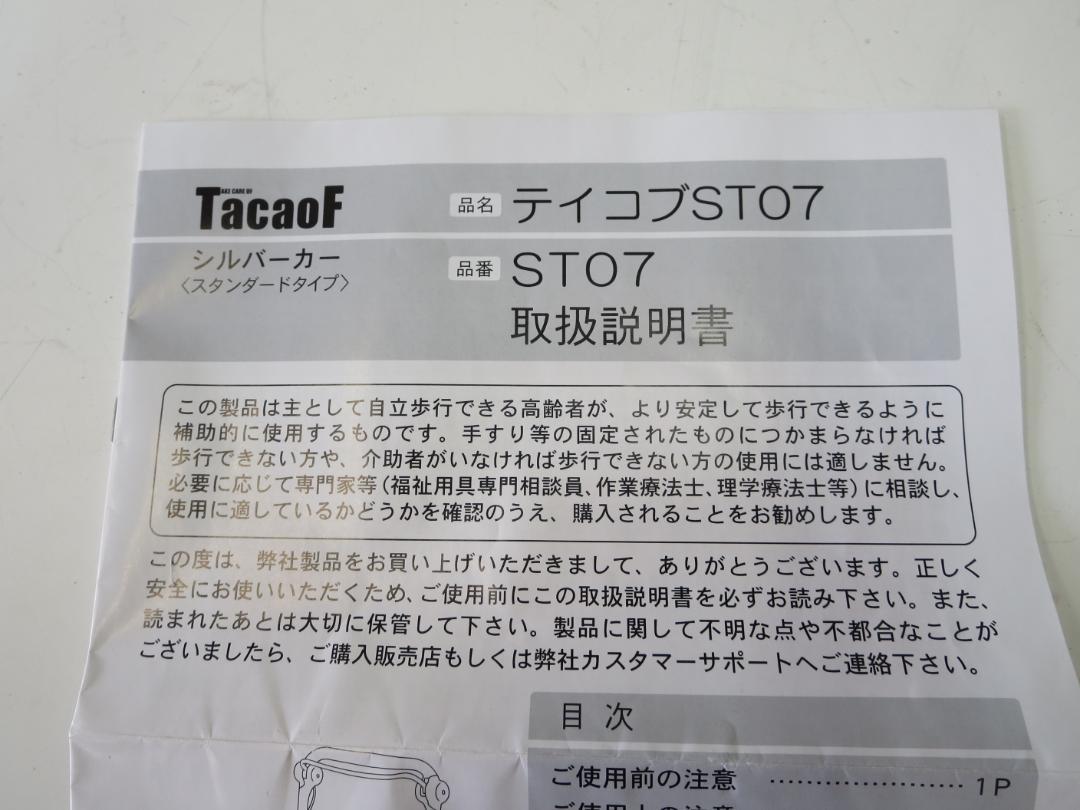 TAKE CARE OF
TacaoF
シルバーカー
〈スタンダードタイプ〉
品名 テイコブST07
品番 ST07
取扱説明書
この製品は主として自立歩行できる高齢者が、より安定して歩行できるように
補助的に使用するものです。手すり等の固定されたものにつかまらなければ
歩行できない方や、介助者がいなければ歩行できない方の使用には適しません。
必要に応じて専門家等(福祉用具専門相談員、作業療法士、理学療法士等)に相談し、
使用に適しているかどうかを確認のうえ、購入されることをお勧めします。
この度は、弊社製品をお買い上げいただきまして、ありがとうございます。正しく
安全にお使いいただくため、ご使用前にこの取扱説明書を必ずお読み下さい。また、
読まれたあとは大切に保管して下さい。製品に関して不明な点や不都合なことが
ございましたら、ご購入販売店もしくは弊社カスタマーサポートへご連絡下さい。
目 次
ご使用前の注意 ························ 1P